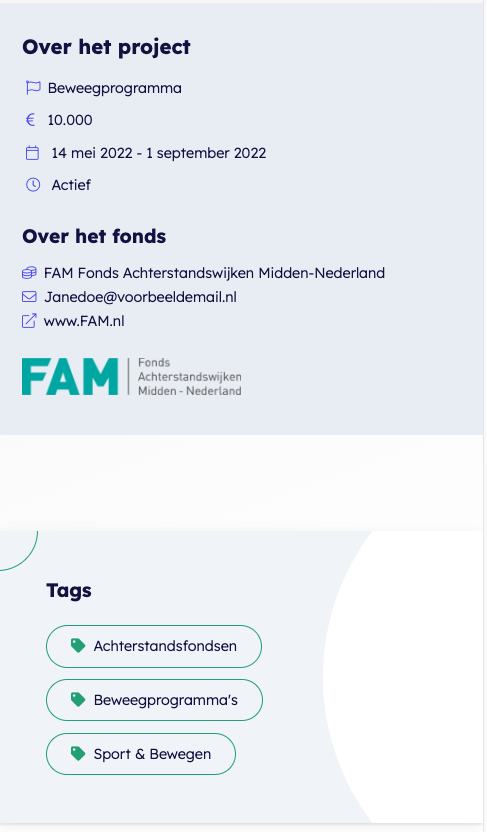 Over het project
Beweegprogramma
€ 10.000
14 mei 2022 - 1 september 2022
Actief
Over het fonds
FAM Fonds Achterstandswijken Midden-Nederland
Janedoe@voorbeeldemail.nl
www.FAM.nl
FAM
Fonds
Achterstandswijken
Midden - Nederland
Tags
Achterstandsfondsen
Beweegprogramma's
Sport & Bewegen